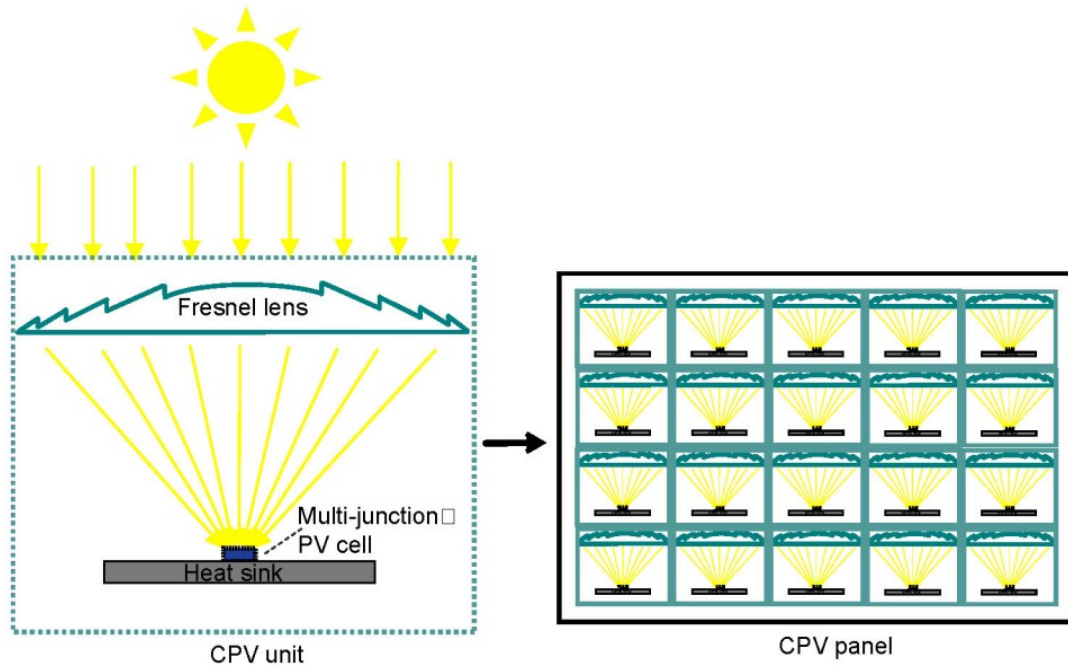 Fresnel lens
Multi-junction□
PV cell
Heat sink
CPV unit
CPV panel